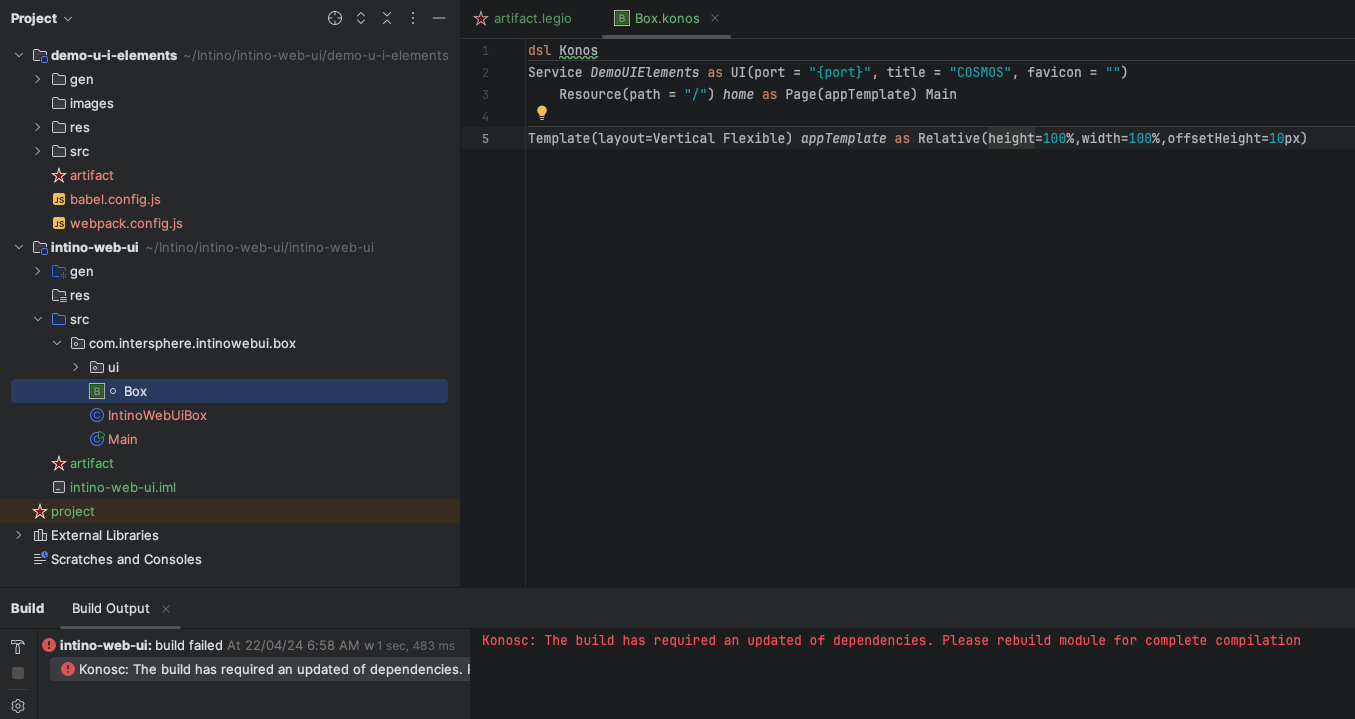 Project
demo-u-i-elements ~/Intino/intino-web-ui/demo-u-i-elements
gen
images
res
src
artifact
babel.config.js
webpack.config.js
intino-web-ui ~/Intino/intino-web-ui/intino-web-ui
gen
res
src
com.intersphere.intinowebui.box
ui
Box
IntinoWebUiBox
Main
artifact
intino-web-ui.iml
project
External Libraries
Scratches and Consoles
artifact.legio
Box.konos
1 dsl Konos
2 Service DemoUIElements as UI(port = "{port}", title = "COSMOS", favicon = "")
3 Resource(path = "/") home as Page(appTemplate) Main
4
5 Template(layout=Vertical Flexible) appTemplate as Relative(height=100%,width=100%,offsetHeight=10px)
Build Build Output
intino-web-ui: build failed At 22/04/24 6:58 AM w 1 sec, 483 ms
Konosc: The build has required an updated of dependencies.
Konosc: The build has required an updated of dependencies. Please rebuild module for complete compilation